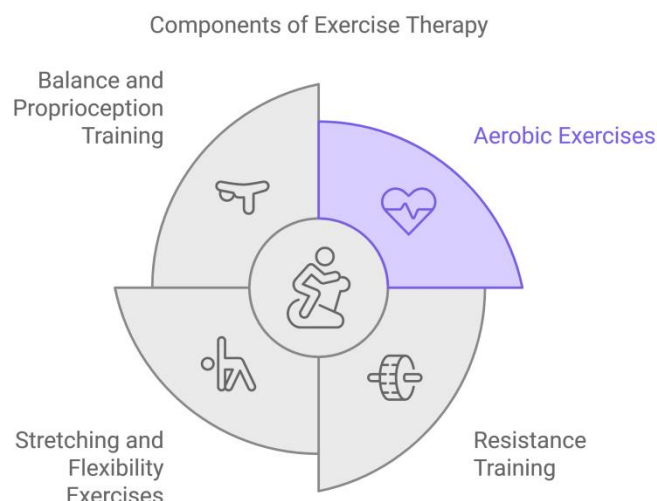 Components of Exercise Therapy
Balance and
Proprioception
Training
Aerobic Exercises
Stretching and
Flexibility
Exercises
Resistance
Training